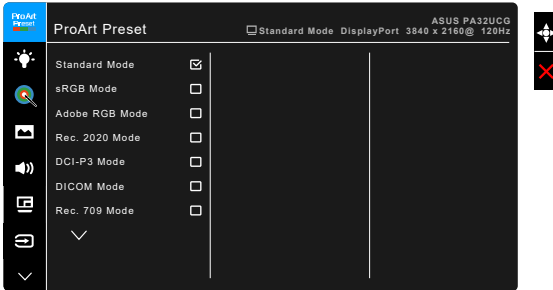 ProArt
Preset
ProArt Preset
ASUS PA32UCG
Standard Mode DisplayPort 3840 x 2160@ 120Hz
Standard Mode
sRGB Mode
Adobe RGB Mode
Rec. 2020 Mode
DCI-P3 Mode
DICOM Mode
Rec. 709 Mode